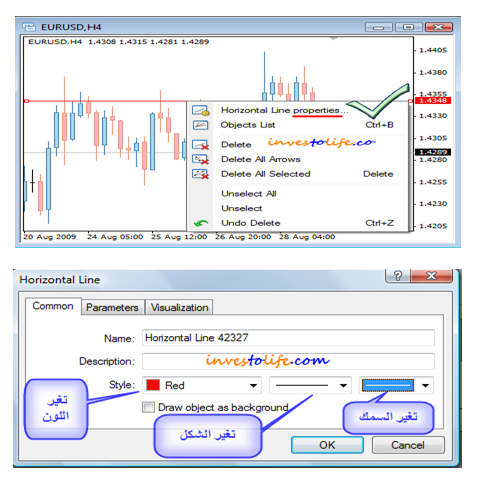 EURUSD,H4
EURUSD,H4 1.4308 1.4315 1.4281 1.4289
1.4405
1.4380
1.4355
1.4348
1.4330
1.4305
1.4289
1.4280
1.4255
1.4230
1.4205
Horizontal Line properties...
Objects List Ctrl+B
Delete
investolife.co
Delete All Arrows
Delete All Selected Delete
Unselect All
Unselect
Undo Delete Ctrl+Z
20 Aug 2009 24 Aug 05:00 25 Aug 12:00 26 Aug 20:00 28 Aug 04:00
Horizontal Line
Common Parameters Visualization
Name: Horizontal Line 42327
Description:
investolife.com
Style: Red
Draw object as background
تغير
اللون
تغير الشكل
تغير السمك
OK Cancel